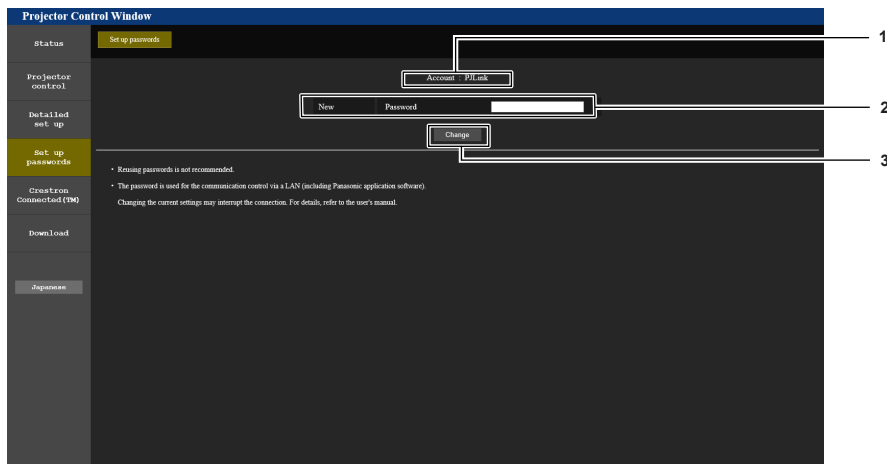 Projector Control Window
Status
Set up passwords
1
Projector
control
Account : PJLink
New Password
2
Detailed
set up
Change
Set up
passwords
3
• Reusing passwords is not recommended.
• The password is used for the communication control via a LAN (including Panasonic application software).
Changing the current settings may interrupt the connection. For details, refer to the user's manual.
Crestron
Connected(TM)
Download
Japanese